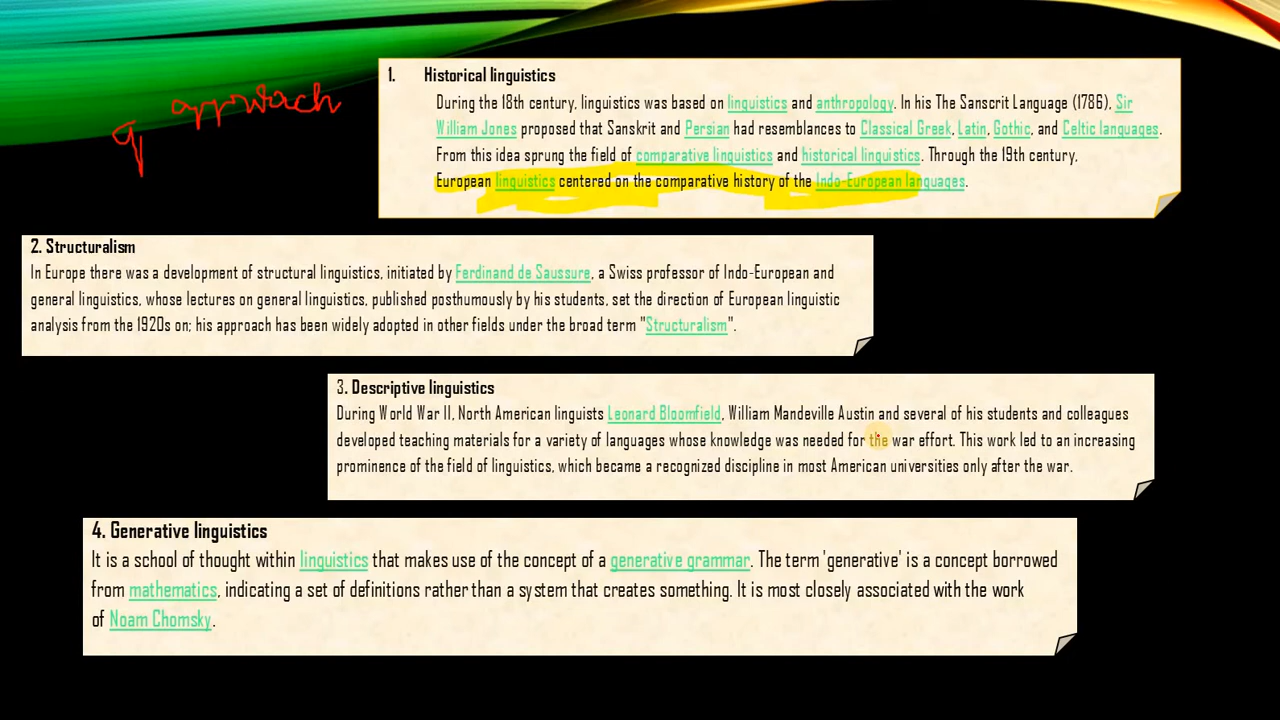 approach
1. Historical linguistics
During the 18th century, linguistics was based on linguistics and anthropology. In his The Sanscrit Language (1786), Sir
William Jones proposed that Sanskrit and Persian had resemblances to Classical Greek, Latin, Gothic, and Celtic languages.
From this idea sprung the field of comparative linguistics and historical linguistics. Through the 19th century,
European linguistics centered on the comparative history of the Indo-European languages.
2. Structuralism
In Europe there was a development of structural linguistics, initiated by Ferdinand de Saussure, a Swiss professor of Indo-European and
general linguistics, whose lectures on general linguistics, published posthumously by his students, set the direction of European linguistic
analysis from the 1920s on; his approach has been widely adopted in other fields under the broad term "Structuralism".
3. Descriptive linguistics
During World War II, North American linguists Leonard Bloomfield, William Mandeville Austin and several of his students and colleagues
developed teaching materials for a variety of languages whose knowledge was needed for the war effort. This work led to an increasing
prominence of the field of linguistics, which became a recognized discipline in most American universities only after the war.
4. Generative linguistics
It is a school of thought within linguistics that makes use of the concept of a generative grammar. The term 'generative' is a concept borrowed
from mathematics, indicating a set of definitions rather than a system that creates something. It is most closely associated with the work
of Noam Chomsky.